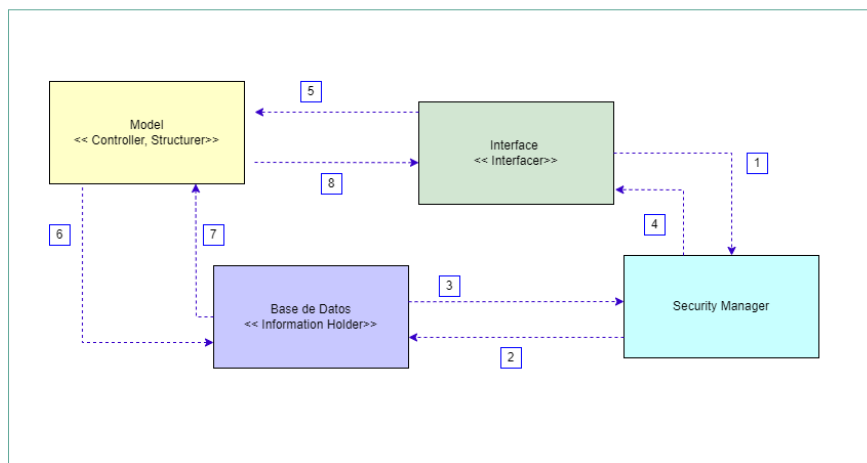 5
Model
<< Controller, Structurer>>
Interface
<< Interfacer>>
1
8
4
6
7
3
Base de Datos
<< Information Holder>>
Security Manager
2